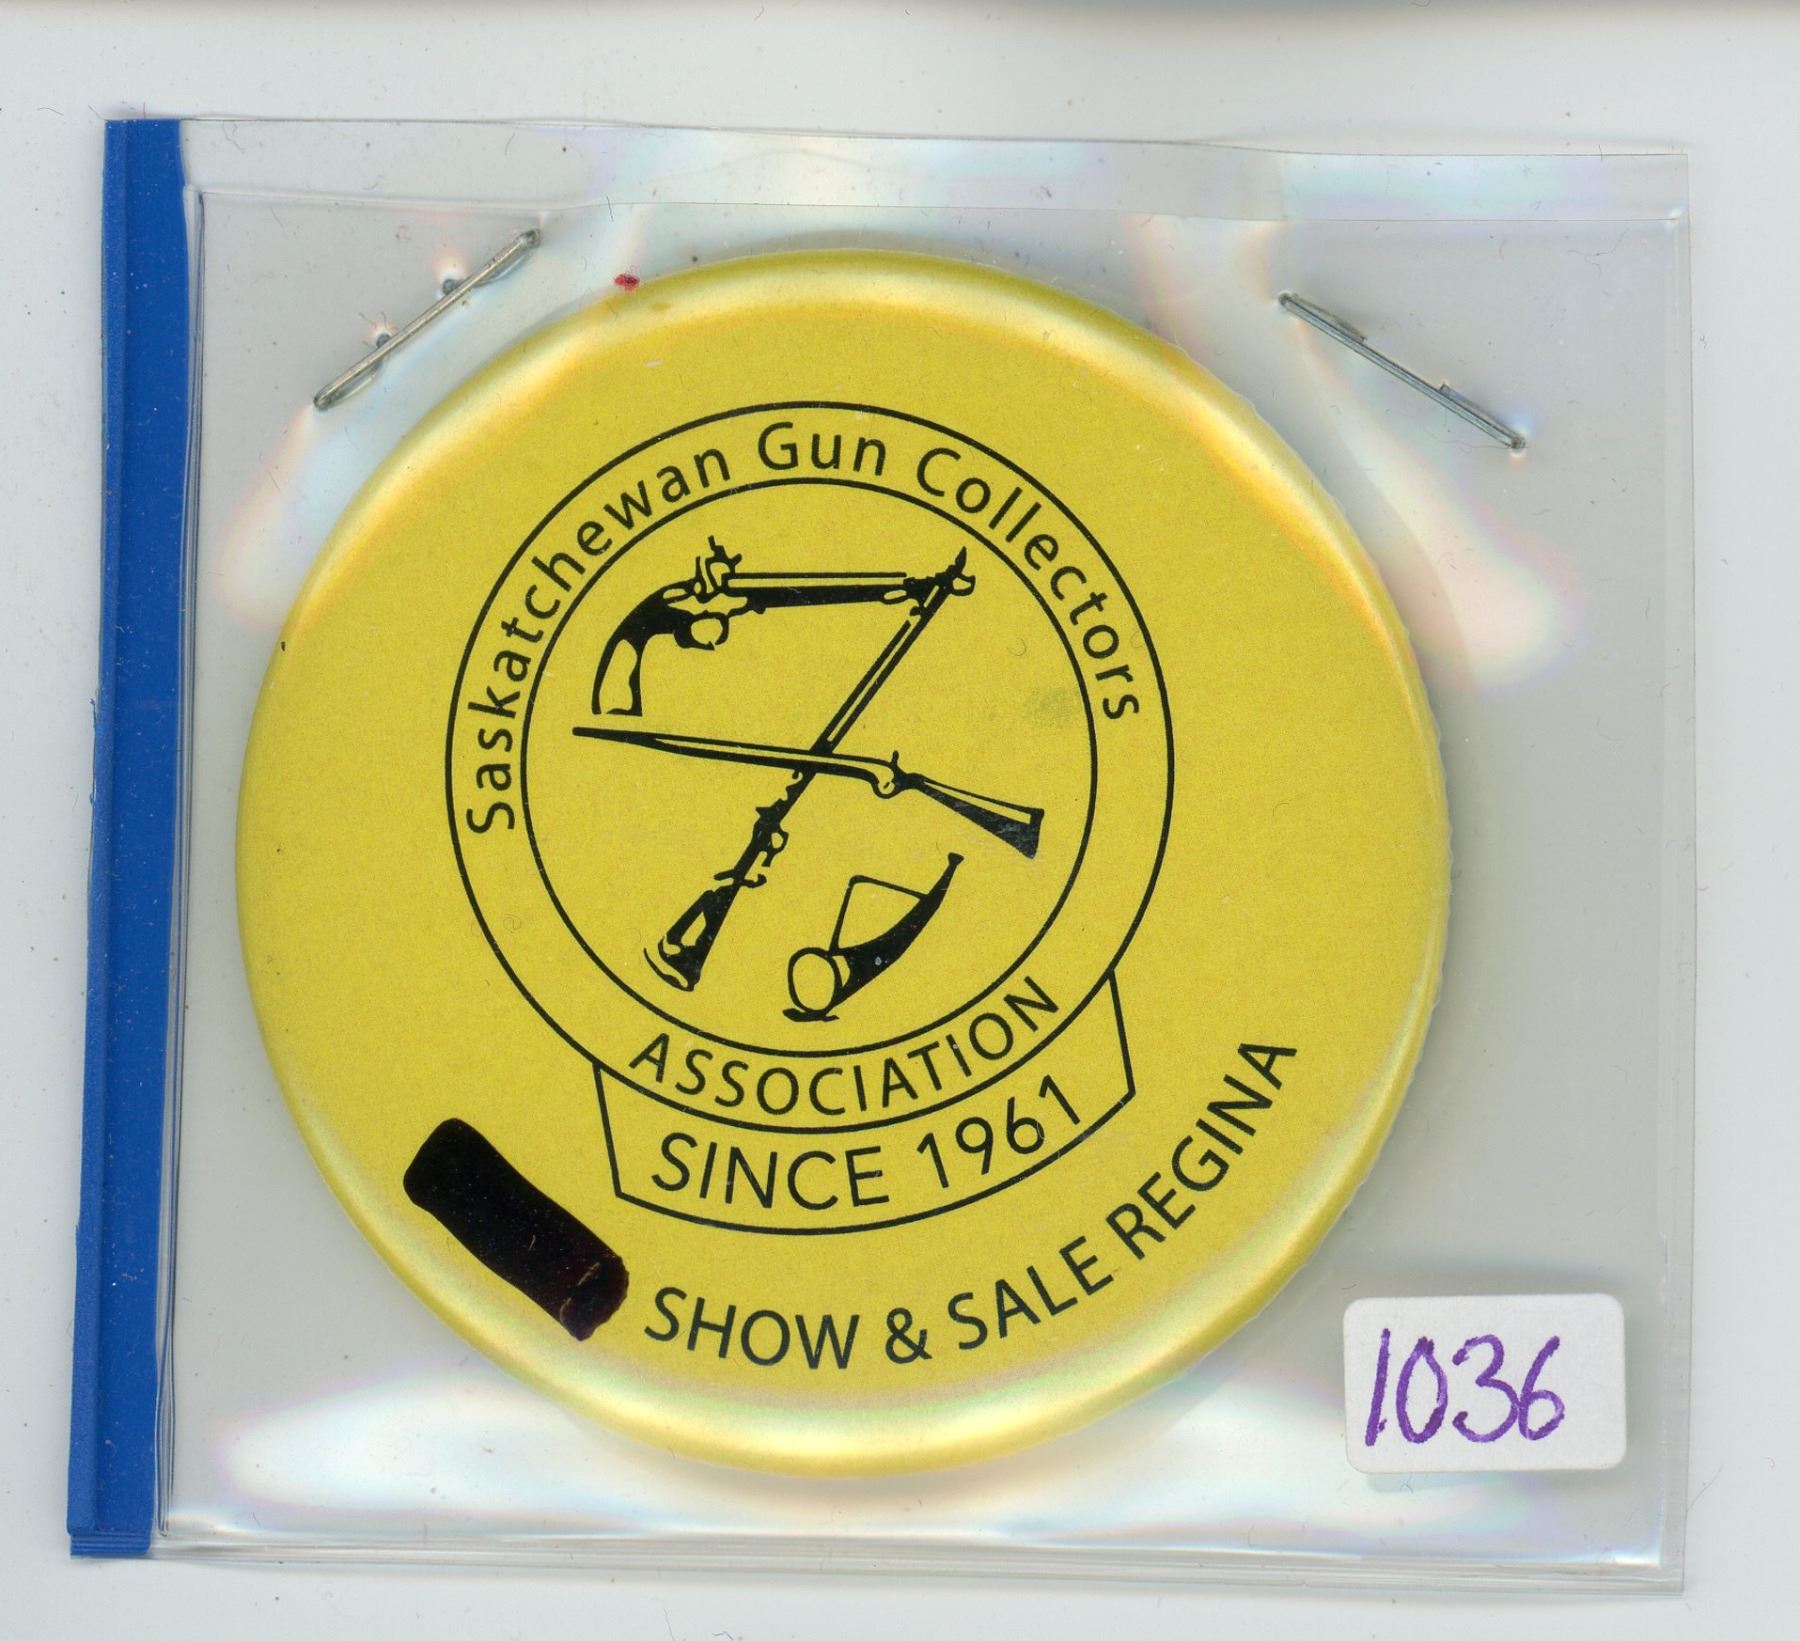 Saskatchewan Gun Collectors
ASSOCIATION
SINCE 1961
SHOW & SALE REGINA
1036